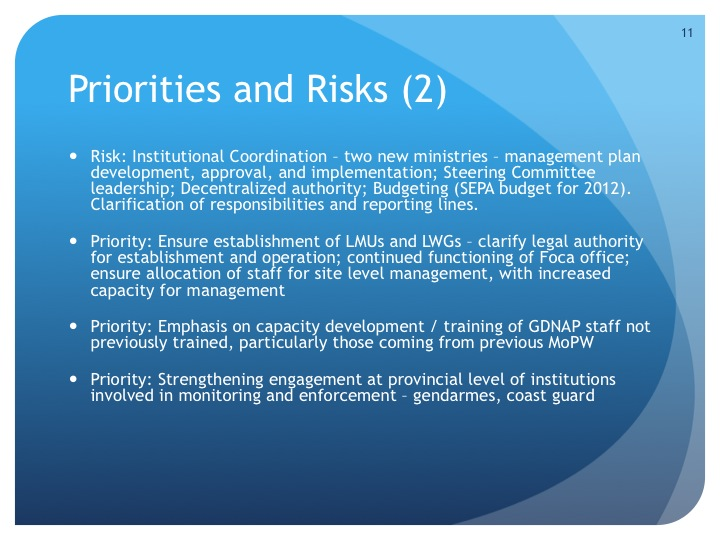 11
Priorities and Risks (2)
• Risk: Institutional Coordination – two new ministries – management plan
development, approval, and implementation; Steering Committee
leadership; Decentralized authority; Budgeting (SEPA budget for 2012).
Clarification of responsibilities and reporting lines.
• Priority: Ensure establishment of LMUs and LWGs – clarify legal authority
for establishment and operation; continued functioning of Foca office;
ensure allocation of staff for site level management, with increased
capacity for management
• Priority: Emphasis on capacity development / training of GDNAP staff not
previously trained, particularly those coming from previous MoPW
• Priority: Strengthening engagement at provincial level of institutions
involved in monitoring and enforcement – gendarmes, coast guard